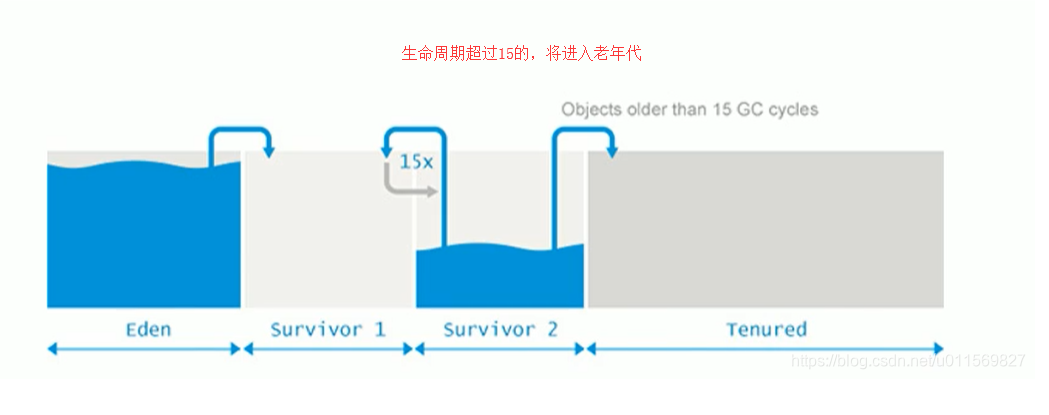 生命周期超过15的，将进入老年代
Objects older than 15 GC cycles
15x
Eden
Survivor 1
Survivor 2
Tenured
https://blog.csdn.net/u011569827